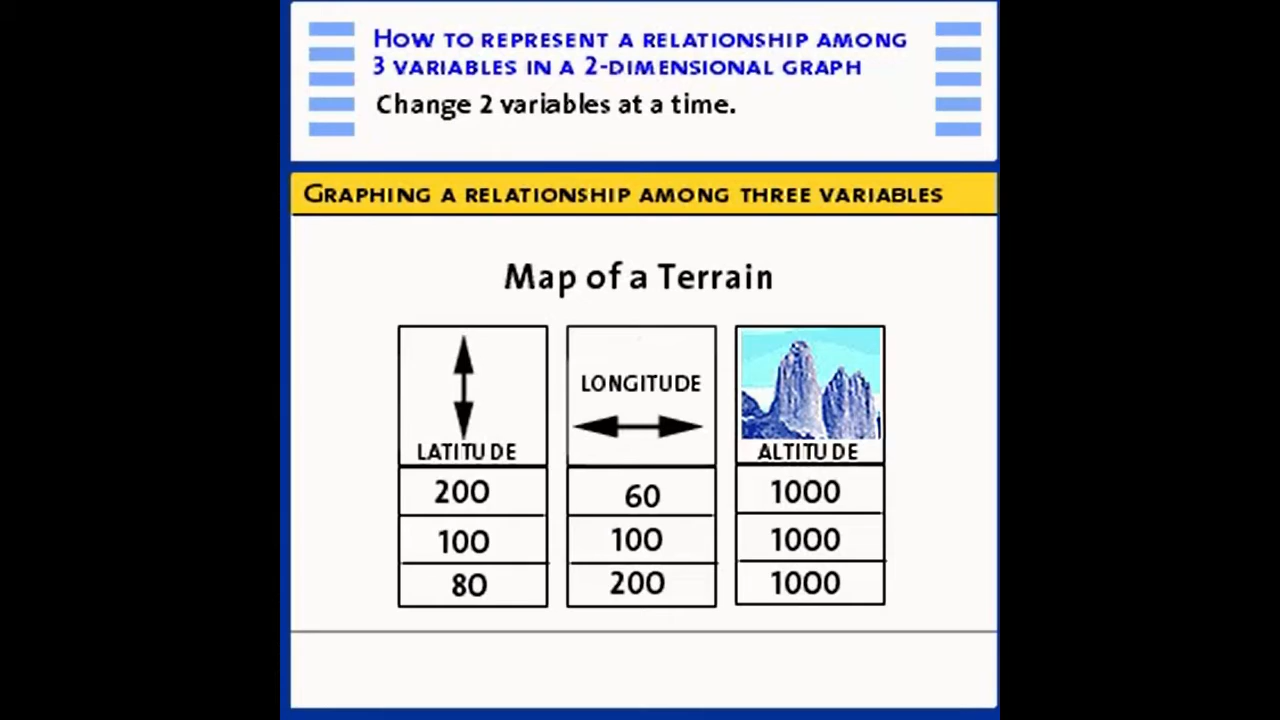 HOW TO REPRESENT A RELATIONSHIP AMONG
3 VARIABLES IN A 2-DIMENSIONAL GRAPH
Change 2 variables at a time.
GRAPHING A RELATIONSHIP AMONG THREE VARIABLES
Map of a Terrain
LATITUDE LONGITUDE ALTITUDE
200 60 1000
100 100 1000
80 200 1000